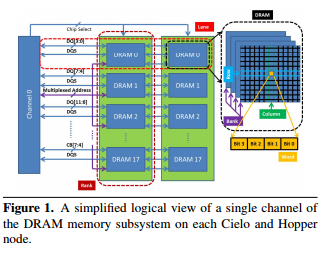 Chip Select
Lane
DRAM
Channel 0
DQ[3:0]
DQS
DRAM 0
DRAM 0
DQ[7:4]
DQS
DRAM 1
DRAM 1
Multiplexed Address
DQ[11:8]
DQS
DRAM 2
DRAM 2
Row
Column
Bank
Bit 3
Bit 2
Bit 1
Bit 0
Word
CB[7:4]
DQS
DRAM 17
DRAM 17
Rank
Figure 1. A simplified logical view of a single channel of
the DRAM memory subsystem on each Cielo and Hopper
node.